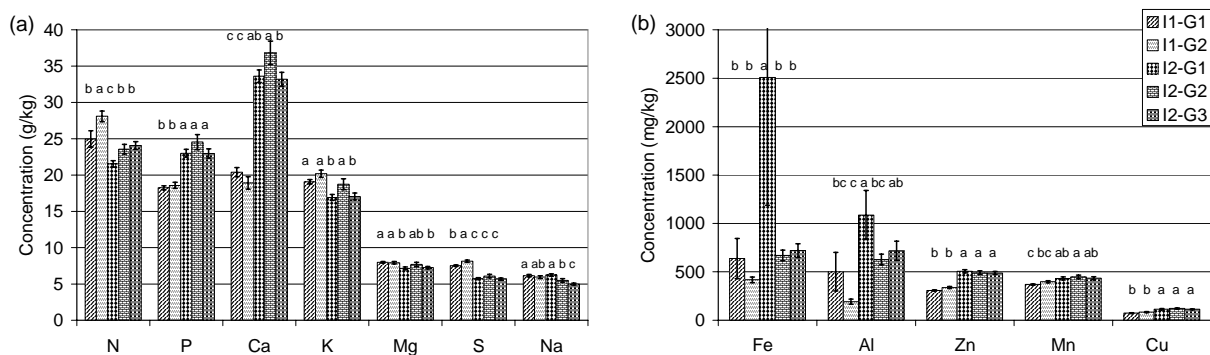 (a)
Concentration (g/kg)
40
35
30
25
20
15
10
5
0
b a c b b
b b a a a
c c ab a b
a a b ab b
a a b ab b
b a c c c
a ab a b c
N P Ca K Mg S Na
(b)
Concentration (mg/kg)
3000
2500
2000
1500
1000
500
0
b b a b b
bc c a bc ab
b b a a a
c bc ab a ab
b b a a a
Fe Al Zn Mn Cu
I1-G1
I1-G2
I2-G1
I2-G2
I2-G3